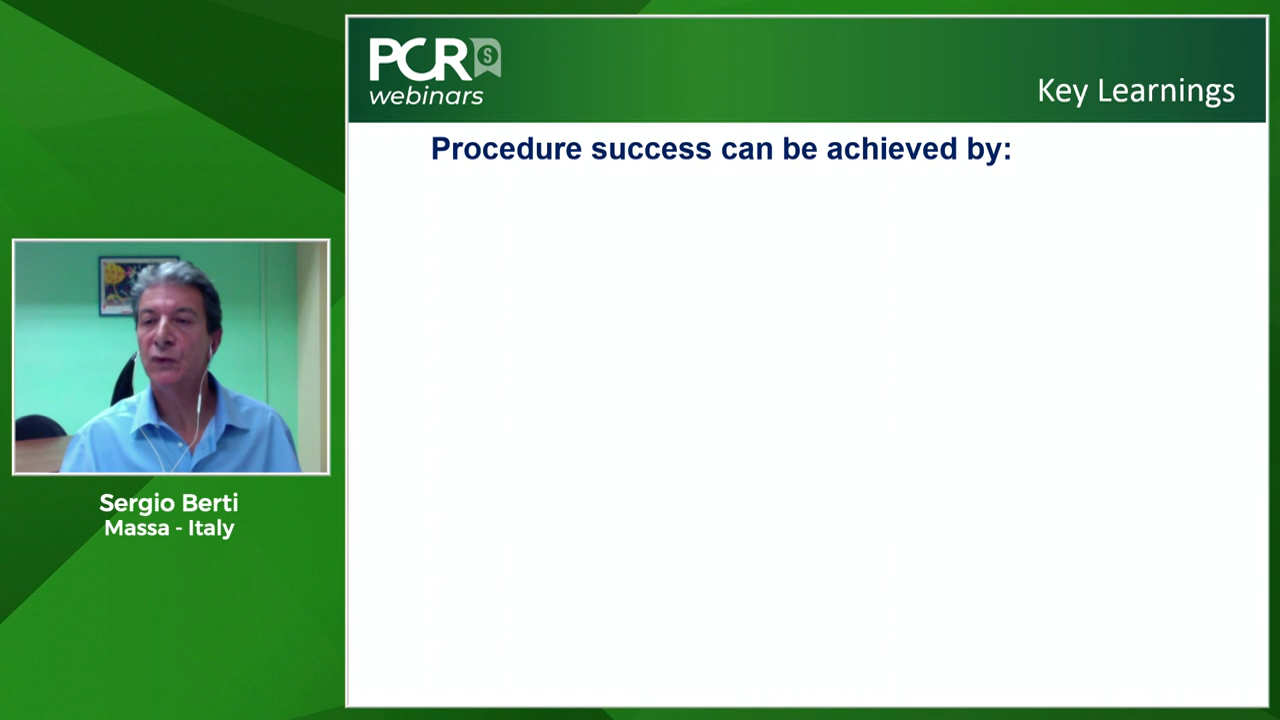 PCR
S
webinars
Key Learnings
Procedure success can be achieved by:
Sergio Berti
Massa - Italy